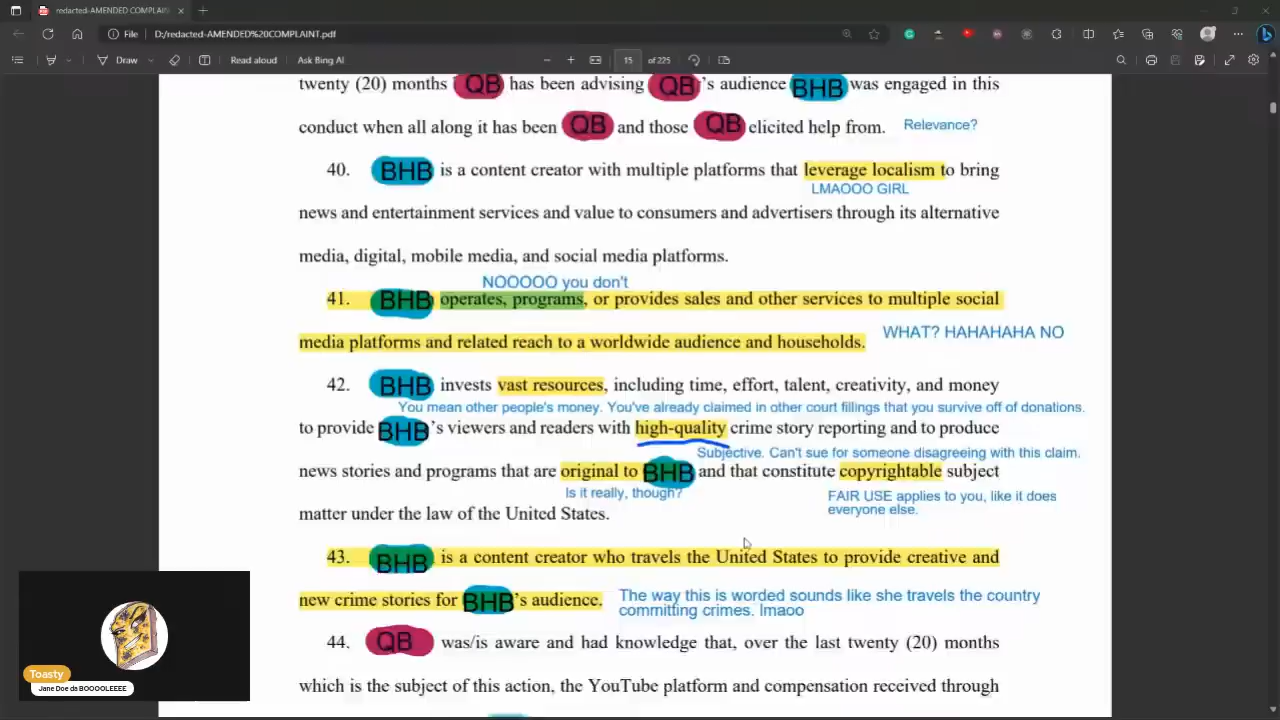 redacted-AMENDED COMPLAINT.pdf
File D:/redacted-AMENDED%20COMPLAINT.pdf
Draw Read aloud Ask Bing AI 15 of 225
twenty (20) months QB has been advising QB's audience BHB was engaged in this
conduct when all along it has been QB and those QB elicited help from. Relevance?
40. BHB is a content creator with multiple platforms that leverage localism to bring
LMAOOO GIRL
news and entertainment services and value to consumers and advertisers through its alternative
media, digital, mobile media, and social media platforms.
NOOOOO you don't
41. BHB operates, programs, or provides sales and other services to multiple social
media platforms and related reach to a worldwide audience and households. WHAT? HAHAHAHA NO
42. BHB invests vast resources, including time, effort, talent, creativity, and money
You mean other people's money. You've already claimed in other court fillings that you survive off of donations.
to provide BHB's viewers and readers with high-quality crime story reporting and to produce
Subjective. Can't sue for someone disagreeing with this claim.
news stories and programs that are original to BHB and that constitute copyrightable subject
Is it really, though?
FAIR USE applies to you, like it does
everyone else.
matter under the law of the United States.
43. BHB is a content creator who travels the United States to provide creative and
new crime stories for BHB's audience. The way this is worded sounds like she travels the country
committing crimes. lmaoo
44. QB was/is aware and had knowledge that, over the last twenty (20) months
which is the subject of this action, the YouTube platform and compensation received through
Toasty
Jane Doe da BOOOOLEEEE